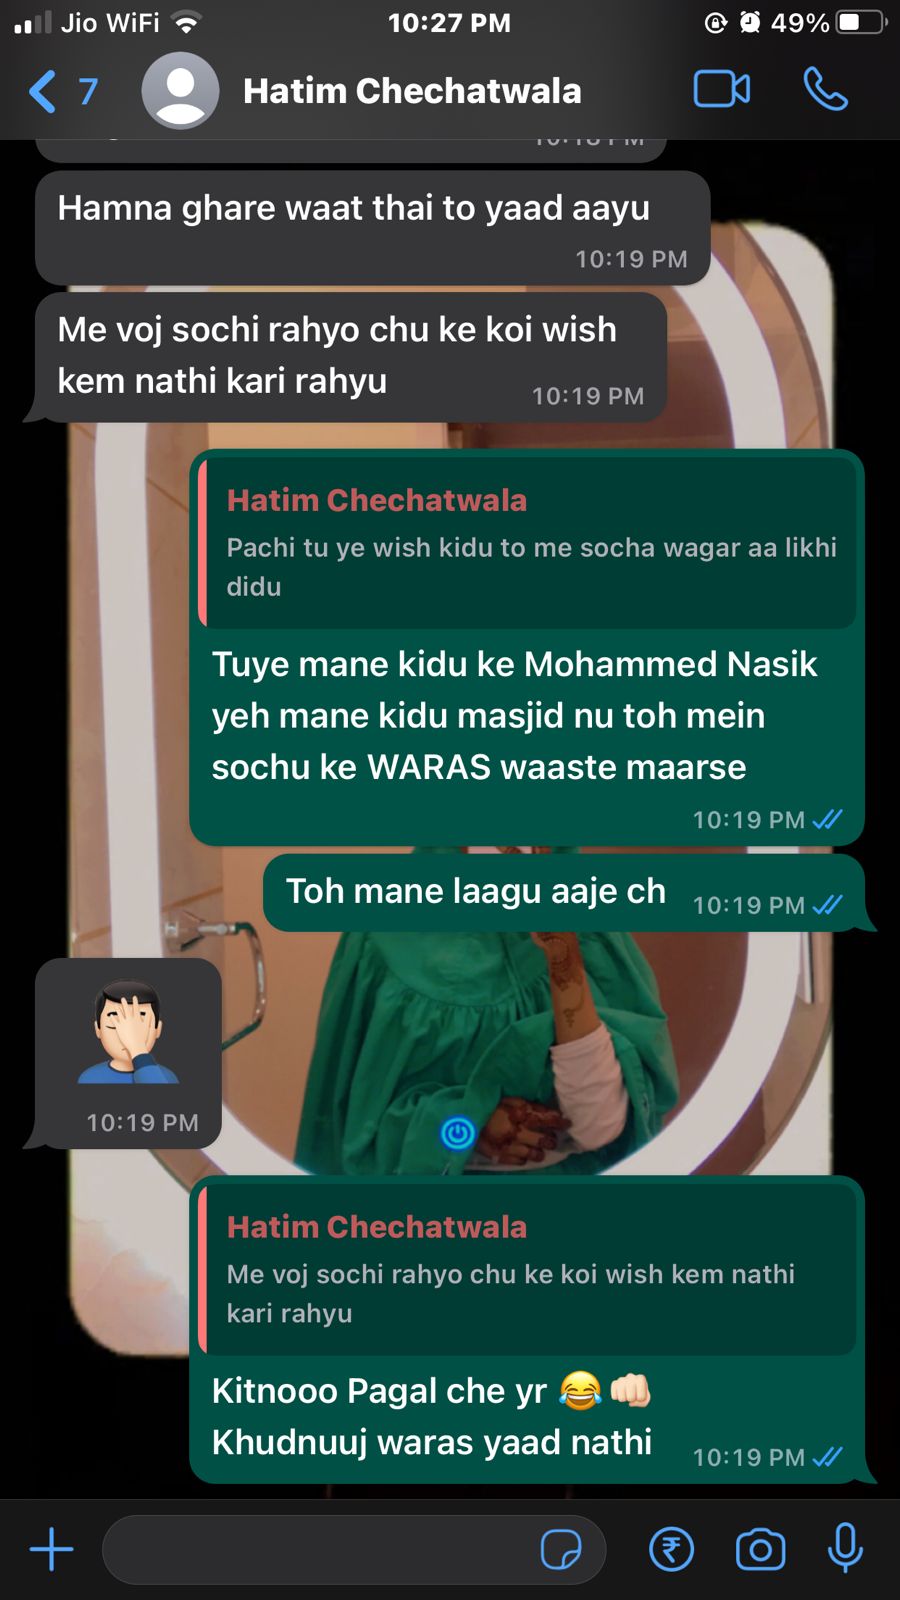 Jio WiFi 10:27 PM 49%
7 Hatim Chechatwala
10:18 PM
Hamna ghare waat thai to yaad aayu
10:19 PM
Me voj sochi rahyo chu ke koi wish
kem nathi kari rahyu
10:19 PM
Hatim Chechatwala
Pachi tu ye wish kidu to me socha wagar aa likhi
didu
Tuye mane kidu ke Mohammed Nasik
yeh mane kidu masjid nu toh mein
sochu ke WARAS waaste maarse
10:19 PM
Toh mane laagu aaje ch
10:19 PM
10:19 PM
Hatim Chechatwala
Me voj sochi rahyo chu ke koi wish kem nathi
kari rahyu
Kitnooo Pagal che yr 😂👊🏻
Khudnuuj waras yaad nathi
10:19 PM